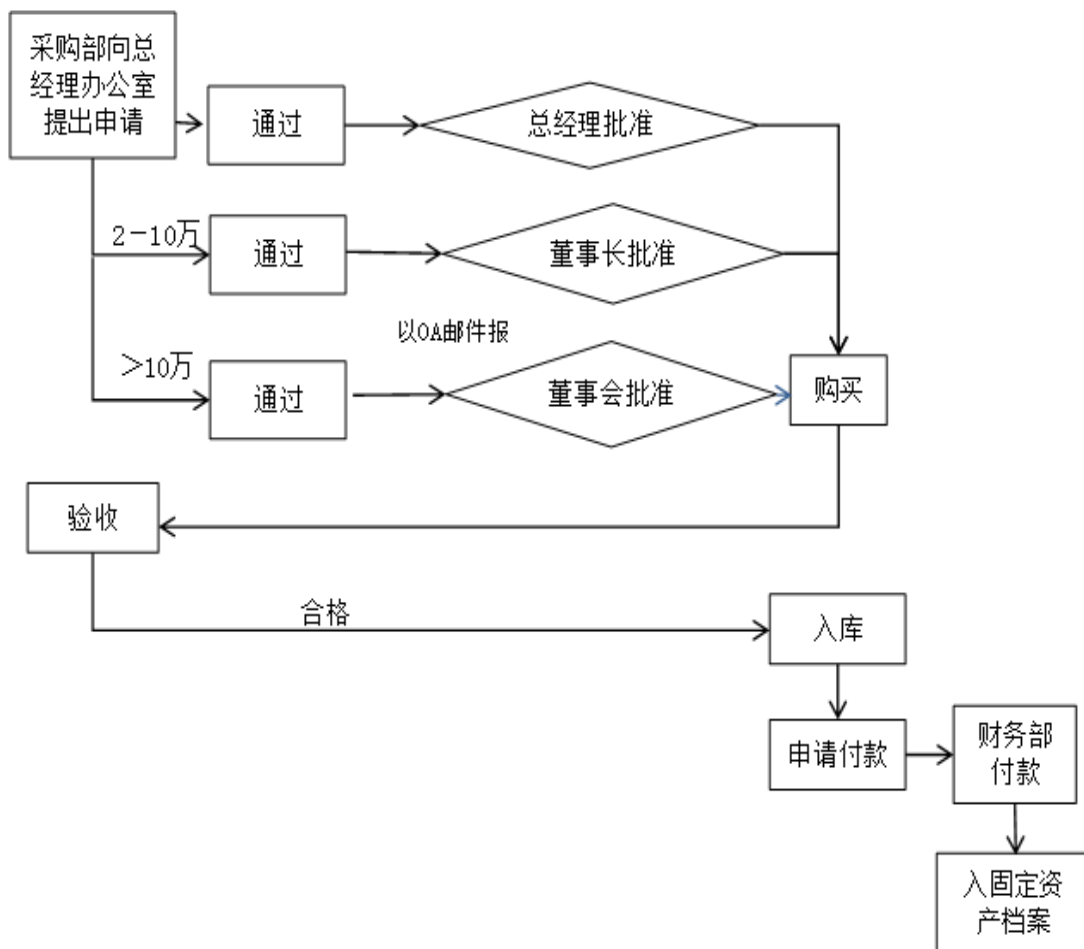 采购部向总
经理办公室
提出申请
通过
总经理批准
2－10万
通过
董事长批准
以OA邮件报
＞10万
通过
董事会批准
购买
验收
合格
入库
申请付款
财务部
付款
入固定资
产档案